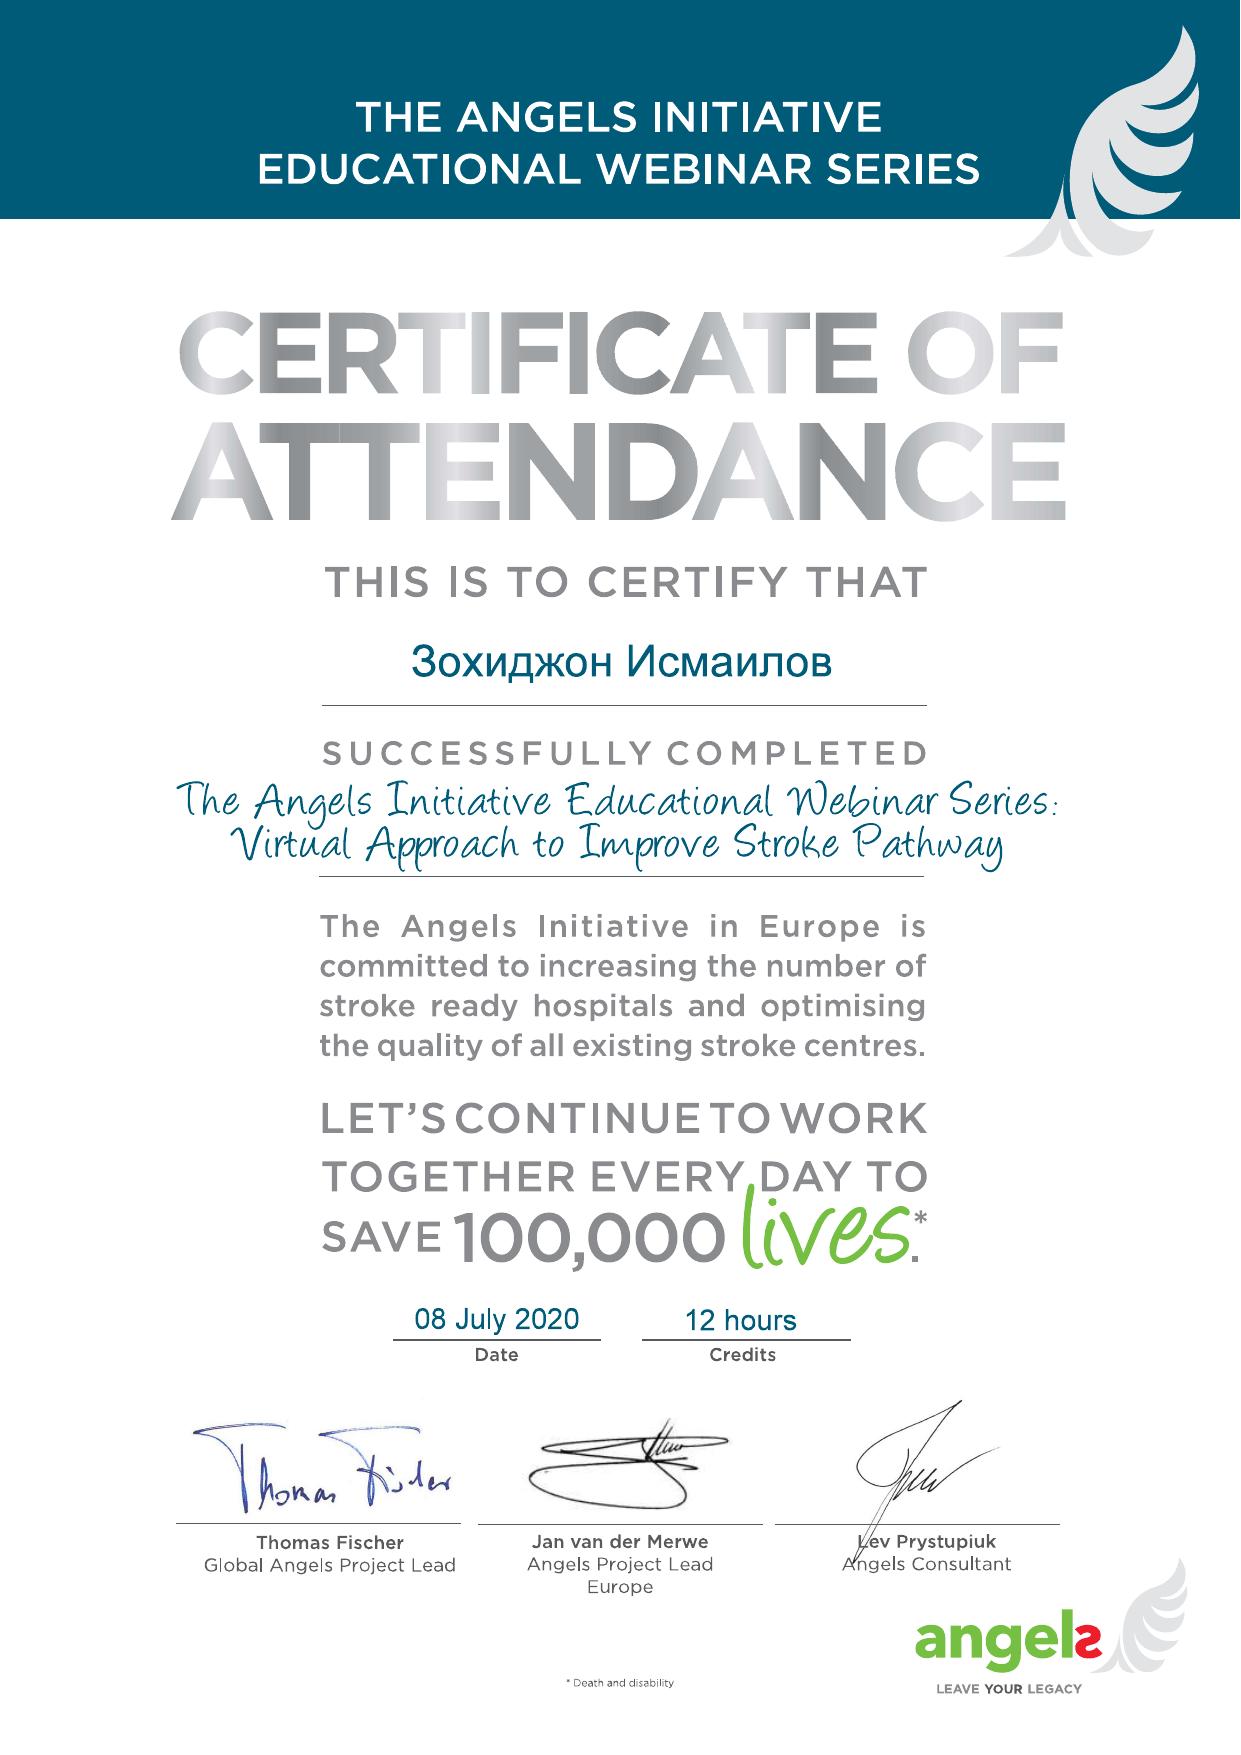 THE ANGELS INITIATIVE
EDUCATIONAL WEBINAR SERIES
CERTIFICATE OF
ATTENDANCE
THIS IS TO CERTIFY THAT
Зохиджон Исмаилов
SUCCESSFULLY COMPLETED
The Angels Initiative Educational Webinar Series:
Virtual Approach to Improve Stroke Pathway
The Angels Initiative in Europe is
committed to increasing the number of
stroke ready hospitals and optimising
the quality of all existing stroke centres.
LET'S CONTINUE TO WORK
TOGETHER EVERY DAY TO
SAVE 100,000 lives.*
08 July 2020 12 hours
Date Credits
Thomas Fischer
Thomas Fischer Jan van der Merwe Lev Prystupiuk
Global Angels Project Lead Angels Project Lead Angels Consultant
Europe
angels
* Death and disability
LEAVE YOUR LEGACY